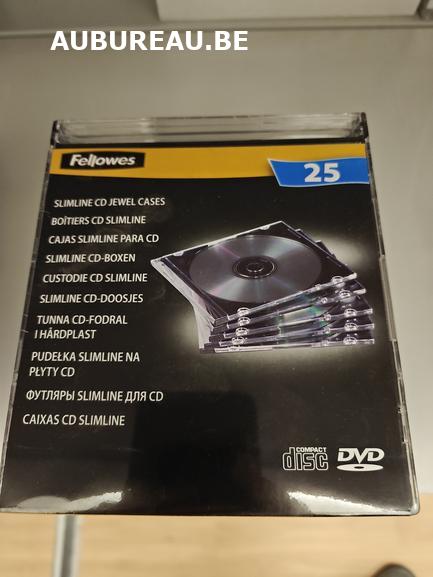 AUBUREAU.BE
Fellowes
25
SLIMLINE CD JEWEL CASES
BOÎTIERS CD SLIMLINE
CAJAS SLIMLINE PARA CD
SLIMLINE CD-BOXEN
CUSTODIE CD SLIMLINE
SLIMLINE CD-DOOSJES
TUNNA CD-FODRAL
I HÅRDPLAST
PUDEŁKA SLIMLINE NA
PŁYTY CD
ФУТЛЯРЫ SLIMLINE ДЛЯ CD
CAIXAS CD SLIMLINE
COMPACT
disc
DVD